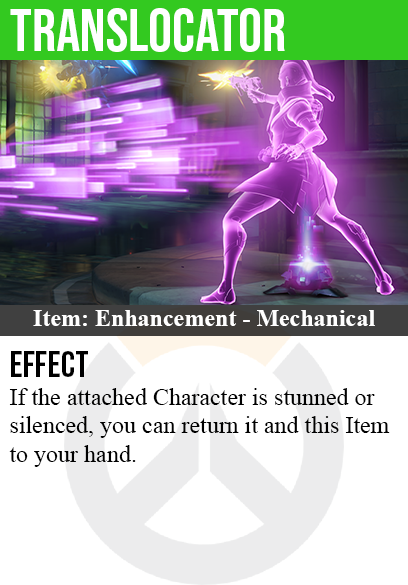 TRANSLOCATOR
Item: Enhancement - Mechanical
EFFECT
If the attached Character is stunned or
silenced, you can return it and this Item
to your hand.